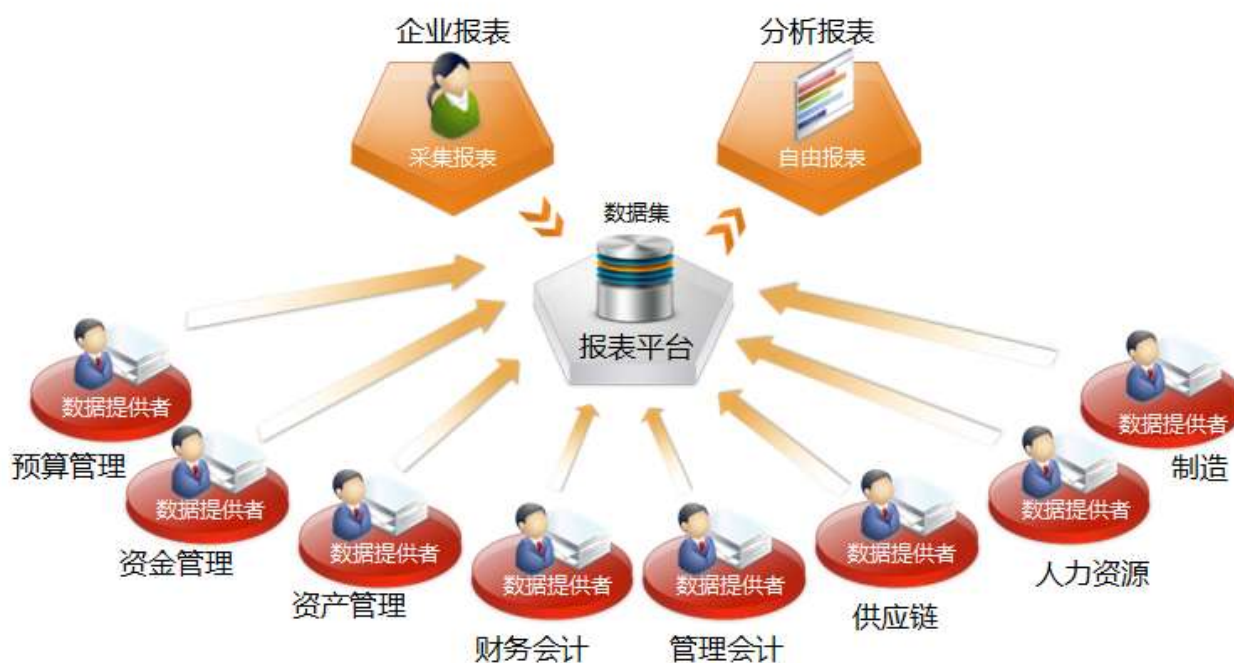 企业报表
分析报表
采集报表
自由报表
数据集
报表平台
数据提供者
预算管理
数据提供者
资金管理
数据提供者
资产管理
数据提供者
财务会计
数据提供者
管理会计
数据提供者
供应链
数据提供者
人力资源
数据提供者
制造